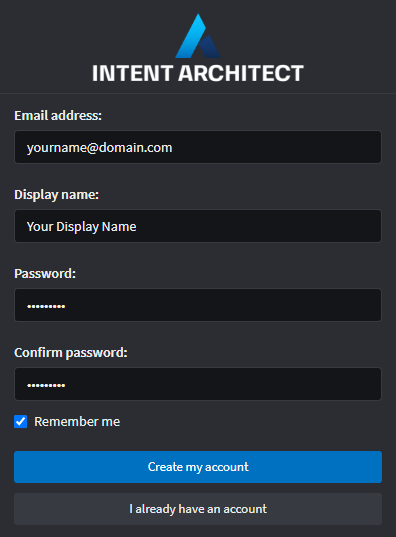 INTENT ARCHITECT
Email address:
yourname@domain.com
Display name:
Your Display Name
Password:
•••••••••
Confirm password:
•••••••••
Remember me
Create my account
I already have an account